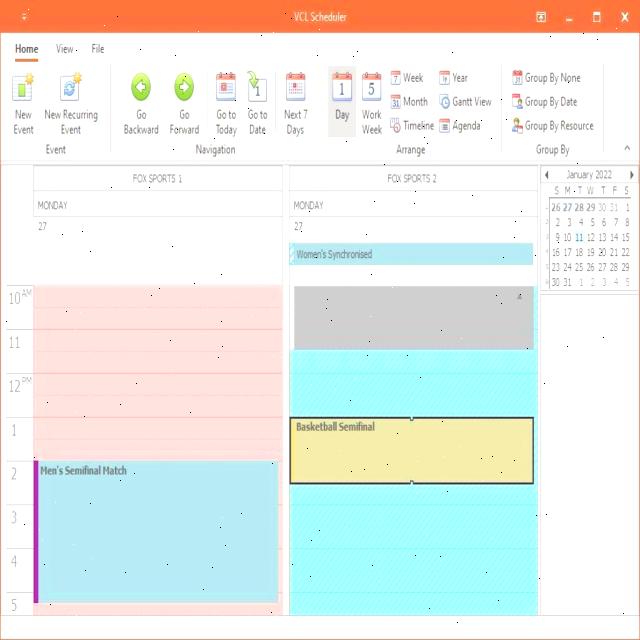 VCL Scheduler
Home View File
New Event
New Recurring Event
Go Backward
Go Forward
Go to Today
Go to Date
Next 7 Days
1 Day
5 Work Week
7 Week
31 Month
Timeline
Year
Gantt View
Agenda
Group By None
Group By Date
Group By Resource
Event
Navigation
Arrange
Group By
FOX SPORTS 1
FOX SPORTS 2
MONDAY
MONDAY
27
27
Women's Synchronised
10 AM
11
12 PM
1
2
3
4
5
Basketball Semifinal
Men's Semifinal Match
January 2022
S M T W T F S
26 27 28 29 30 31 1
2 3 4 5 6 7 8
9 10 11 12 13 14 15
16 17 18 19 20 21 22
23 24 25 26 27 28 29
30 31 1 2 3 4 5